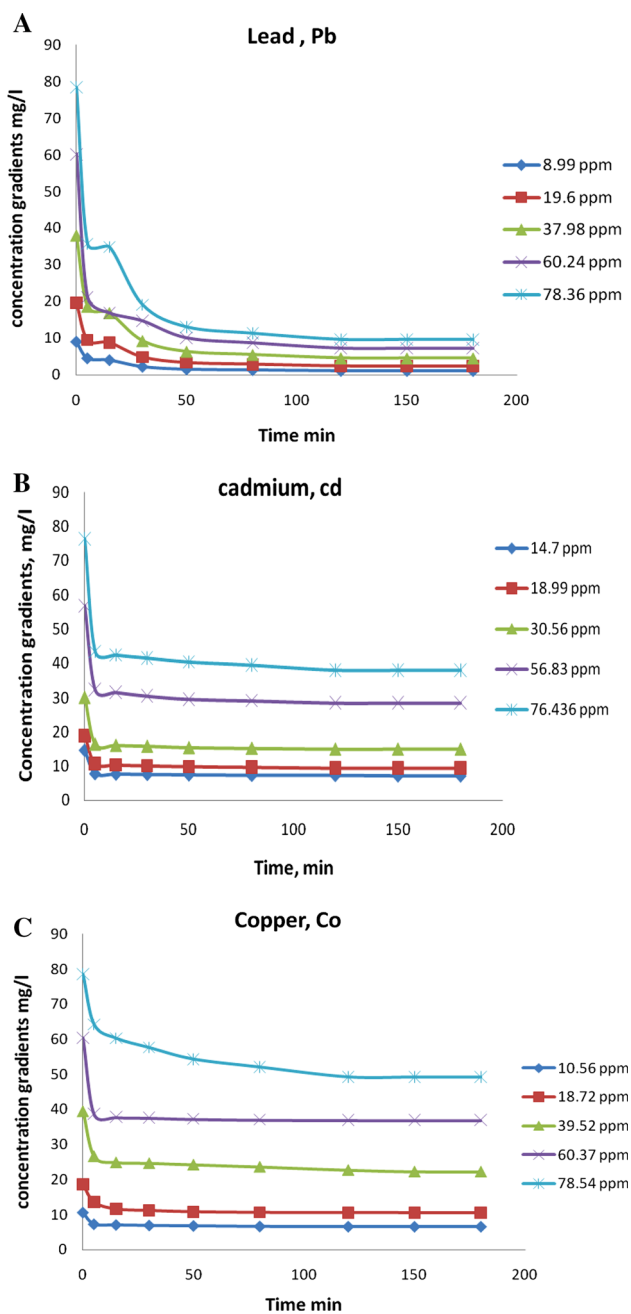 A
Lead , Pb
concentration gradients mg/l
90
80
70
60
50
40
30
20
10
0
0 50 100 150 200
Time min
8.99 ppm
19.6 ppm
37.98 ppm
60.24 ppm
78.36 ppm
B
cadmium, cd
Concentration gradients, mg/l
90
80
70
60
50
40
30
20
10
0
0 50 100 150 200
Time, min
14.7 ppm
18.99 ppm
30.56 ppm
56.83 ppm
76.436 ppm
C
Copper, Co
concentration gradients mg/l
90
80
70
60
50
40
30
20
10
0
0 50 100 150 200
Time min
10.56 ppm
18.72 ppm
39.52 ppm
60.37 ppm
78.54 ppm